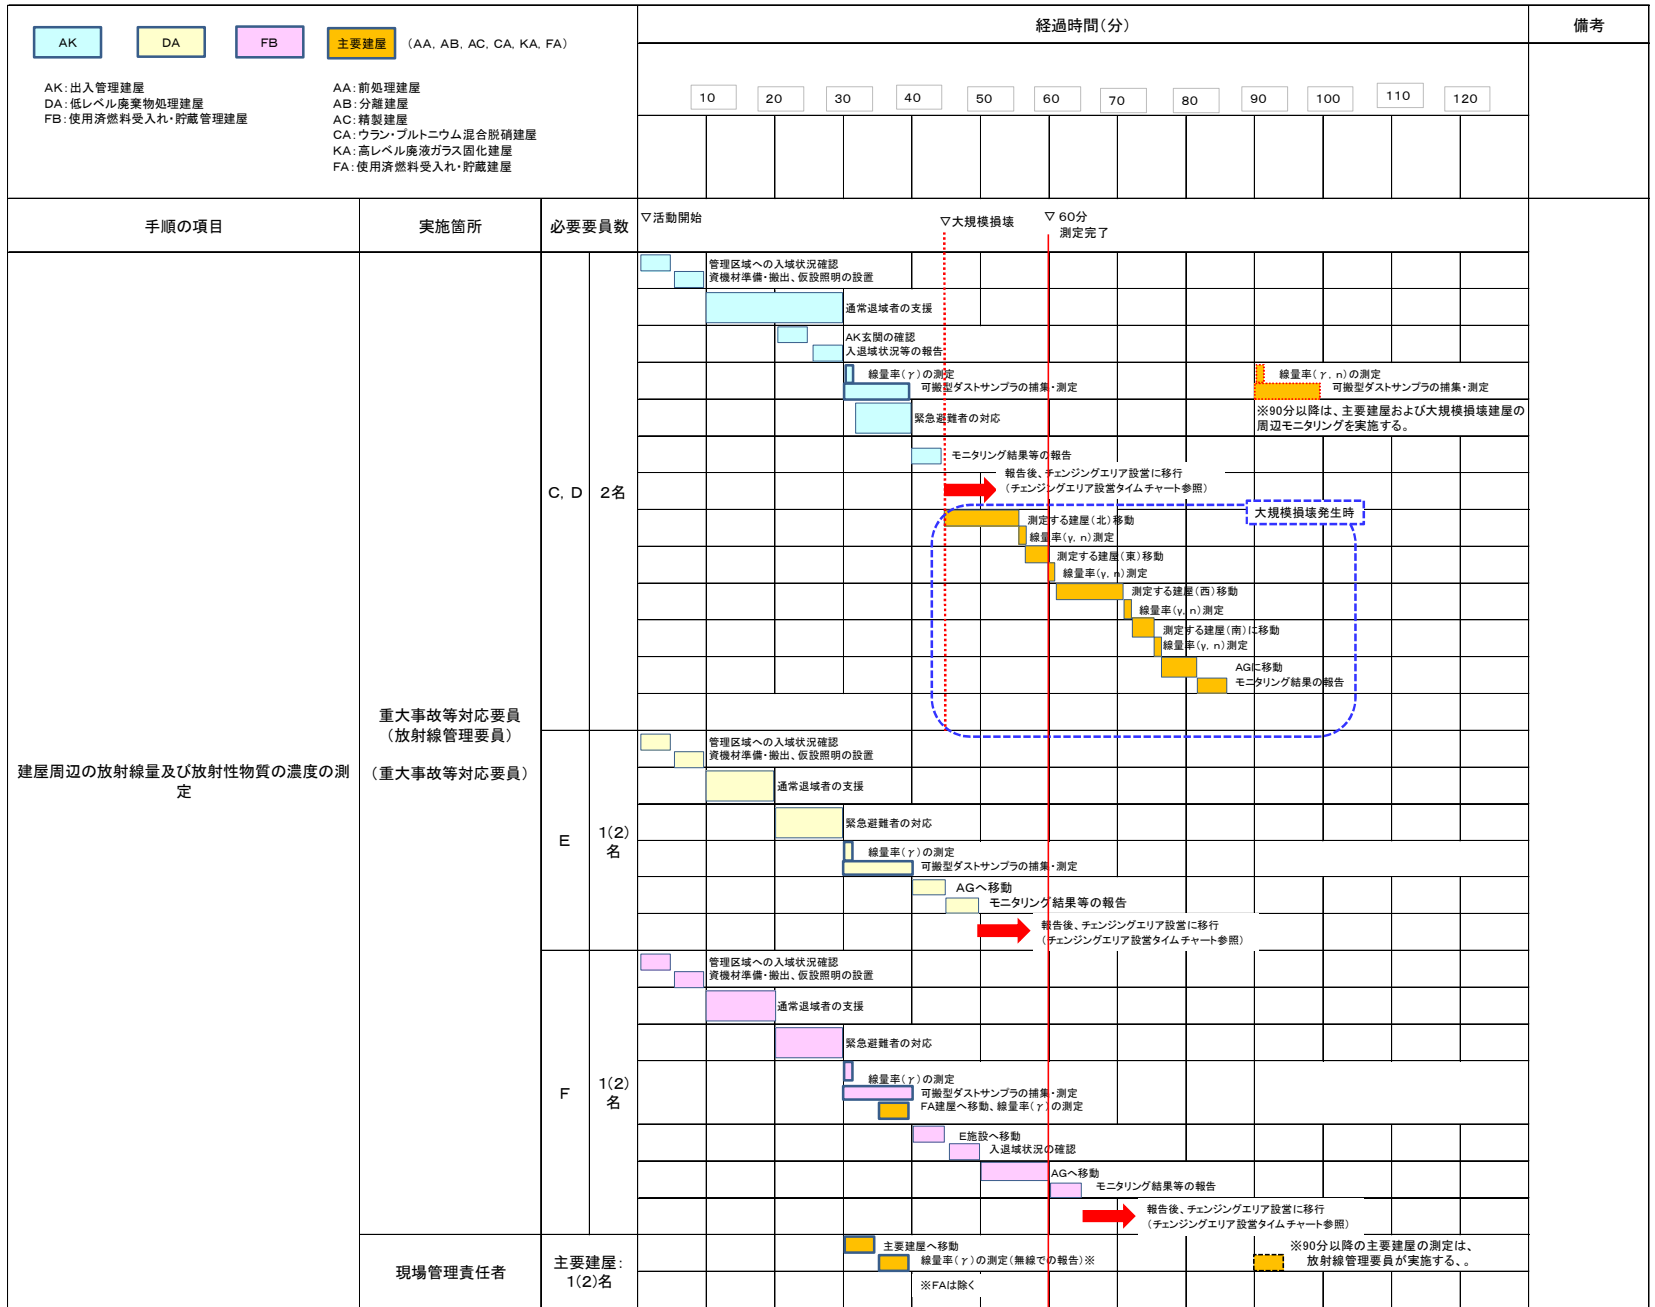 AK
DA
FB
主要建屋
(AA, AB, AC, CA, KA, FA)
AK:出入管理建屋
DA:低レベル廃棄物処理建屋
FB:使用済燃料受入れ・貯蔵管理建屋
AA:前処理建屋
AB:分離建屋
AC:精製建屋
CA:ウラン・プルトニウム混合脱硝建屋
KA:高レベル廃液ガラス固化建屋
FA:使用済燃料受入れ・貯蔵建屋
経過時間(分)
備考
10
20
30
40
50
60
70
80
90
100
110
120
手順の項目
実施箇所
必要要員数
▽活動開始
▽大規模損壊
▽ 60分
測定完了
建屋周辺の放射線量及び放射性物質の濃度の測
定
重大事故等対応要員
(放射線管理要員)
(重大事故等対応要員)
C, D
2名
管理区域への入域状況確認
資機材準備・搬出、仮設照明の設置
通常退域者の支援
AK玄関の確認
入退域状況等の報告
線量率(γ)の測定
可搬型ダストサンプラの捕集・測定
線量率(γ, n)の測定
可搬型ダストサンプラの捕集・測定
緊急避難者の対応
※90分以降は、主要建屋および大規模損壊建屋の
周辺モニタリングを実施する。
モニタリング結果等の報告
報告後、チェンジングエリア設営に移行
(チェンジングエリア設営タイムチャート参照)
大規模損壊発生時
測定する建屋(北)移動
線量率(γ, n)測定
測定する建屋(東)移動
線量率(γ, n)測定
測定する建屋(西)移動
線量率(γ, n)測定
測定する建屋(南)に移動
線量率(γ, n)測定
AGに移動
モニタリング結果の報告
E
1(2)
名
管理区域への入域状況確認
資機材準備・搬出、仮設照明の設置
通常退域者の支援
緊急避難者の対応
線量率(γ)の測定
可搬型ダストサンプラの捕集・測定
AGへ移動
モニタリング結果等の報告
報告後、チェンジングエリア設営に移行
(チェンジングエリア設営タイムチャート参照)
F
1(2)
名
管理区域への入域状況確認
資機材準備・搬出、仮設照明の設置
通常退域者の支援
緊急避難者の対応
線量率(γ)の測定
可搬型ダストサンプラの捕集・測定
FA建屋へ移動、線量率(γ)の測定
E施設へ移動
入退域状況の確認
AGへ移動
モニタリング結果等の報告
報告後、チェンジングエリア設営に移行
(チェンジングエリア設営タイムチャート参照)
現場管理責任者
主要建屋:
1(2)名
主要建屋へ移動
線量率(γ)の測定(無線での報告)※
※FAは除く
※90分以降の主要建屋の測定は、
放射線管理要員が実施する、。